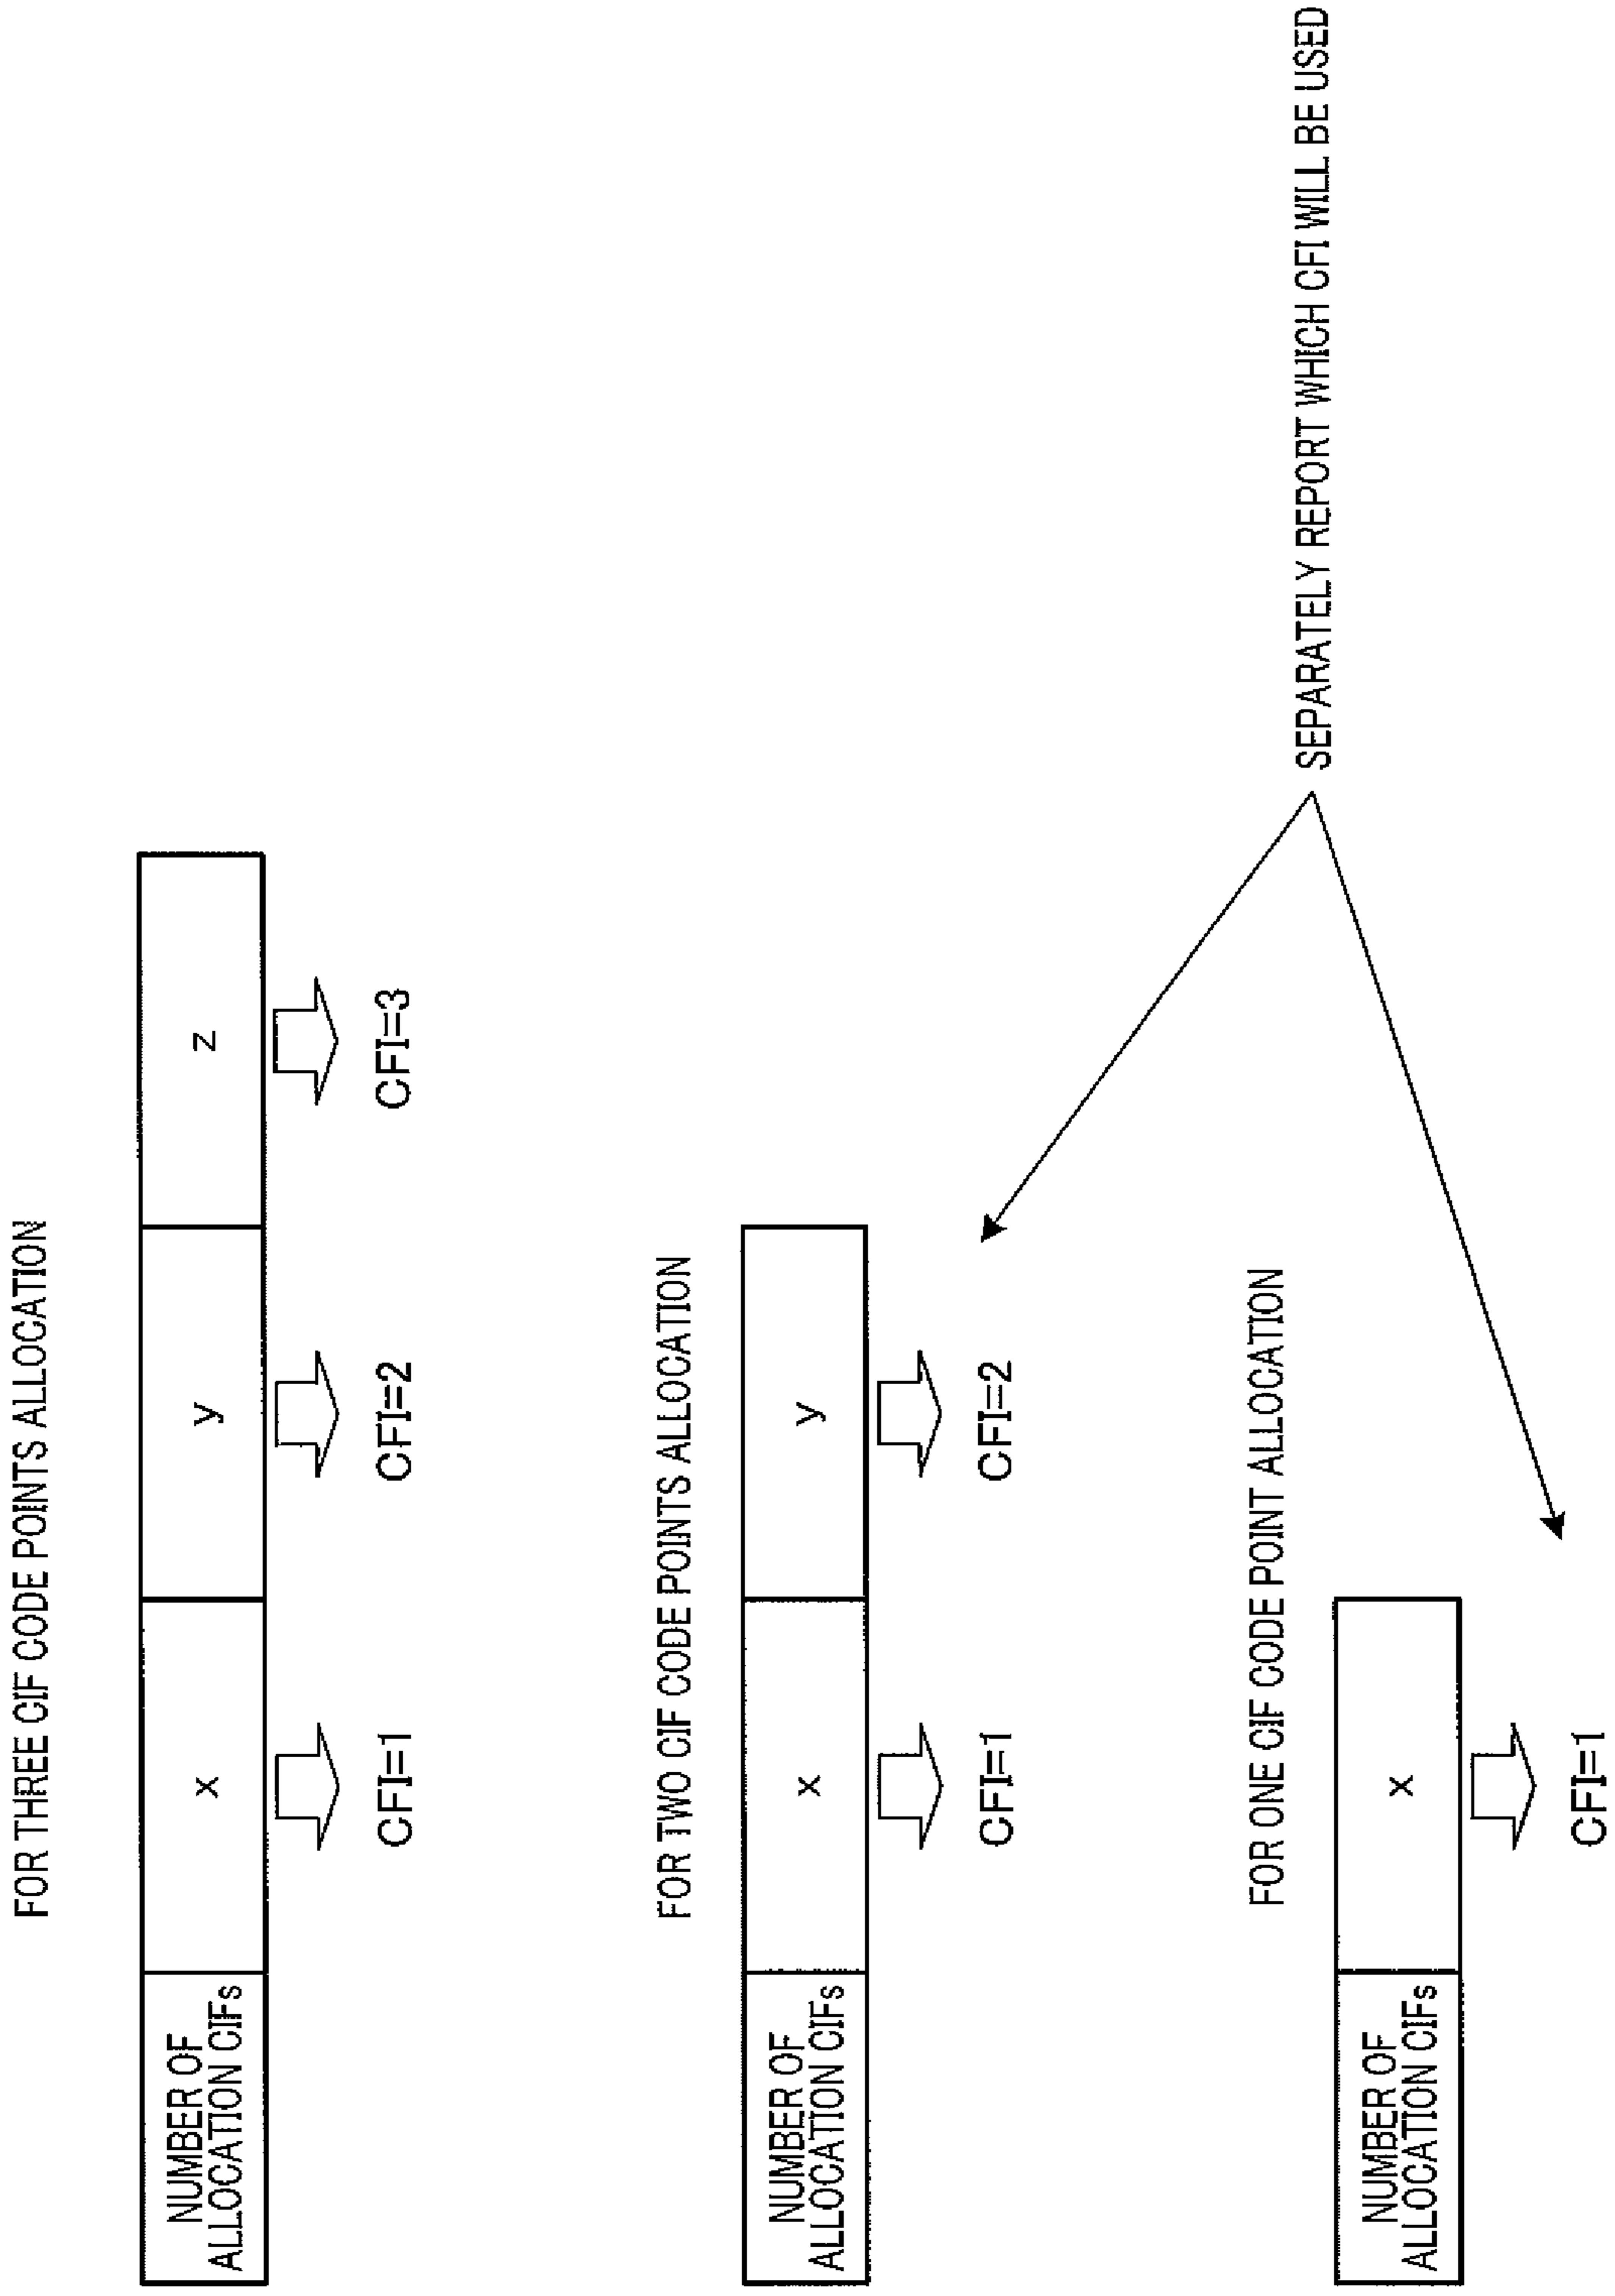 FOR THREE CIF CODE POINTS ALLOCATION
NUMBER OF
ALLOCATION CIFs
x
y
z
CFI=1
CFI=2
CFI=3
FOR TWO CIF CODE POINTS ALLOCATION
NUMBER OF
ALLOCATION CIFs
x
y
CFI=1
CFI=2
FOR ONE CIF CODE POINT ALLOCATION
SEPARATELY REPORT WHICH CFI WILL BE USED
NUMBER OF
ALLOCATION CIFs
x
CFI=1